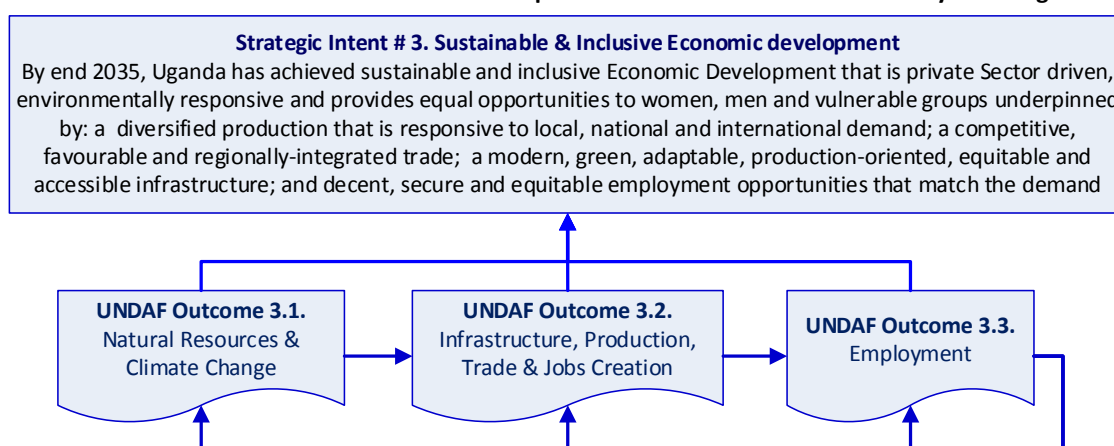 Strategic Intent # 3. Sustainable & Inclusive Economic development
By end 2035, Uganda has achieved sustainable and inclusive Economic Development that is private Sector driven,
environmentally responsive and provides equal opportunities to women, men and vulnerable groups underpinned
by: a diversified production that is responsive to local, national and international demand; a competitive,
favourable and regionally-integrated trade; a modern, green, adaptable, production-oriented, equitable and
accessible infrastructure; and decent, secure and equitable employment opportunities that match the demand
UNDAF Outcome 3.1.
Natural Resources &
Climate Change
UNDAF Outcome 3.2.
Infrastructure, Production,
Trade & Jobs Creation
UNDAF Outcome 3.3.
Employment